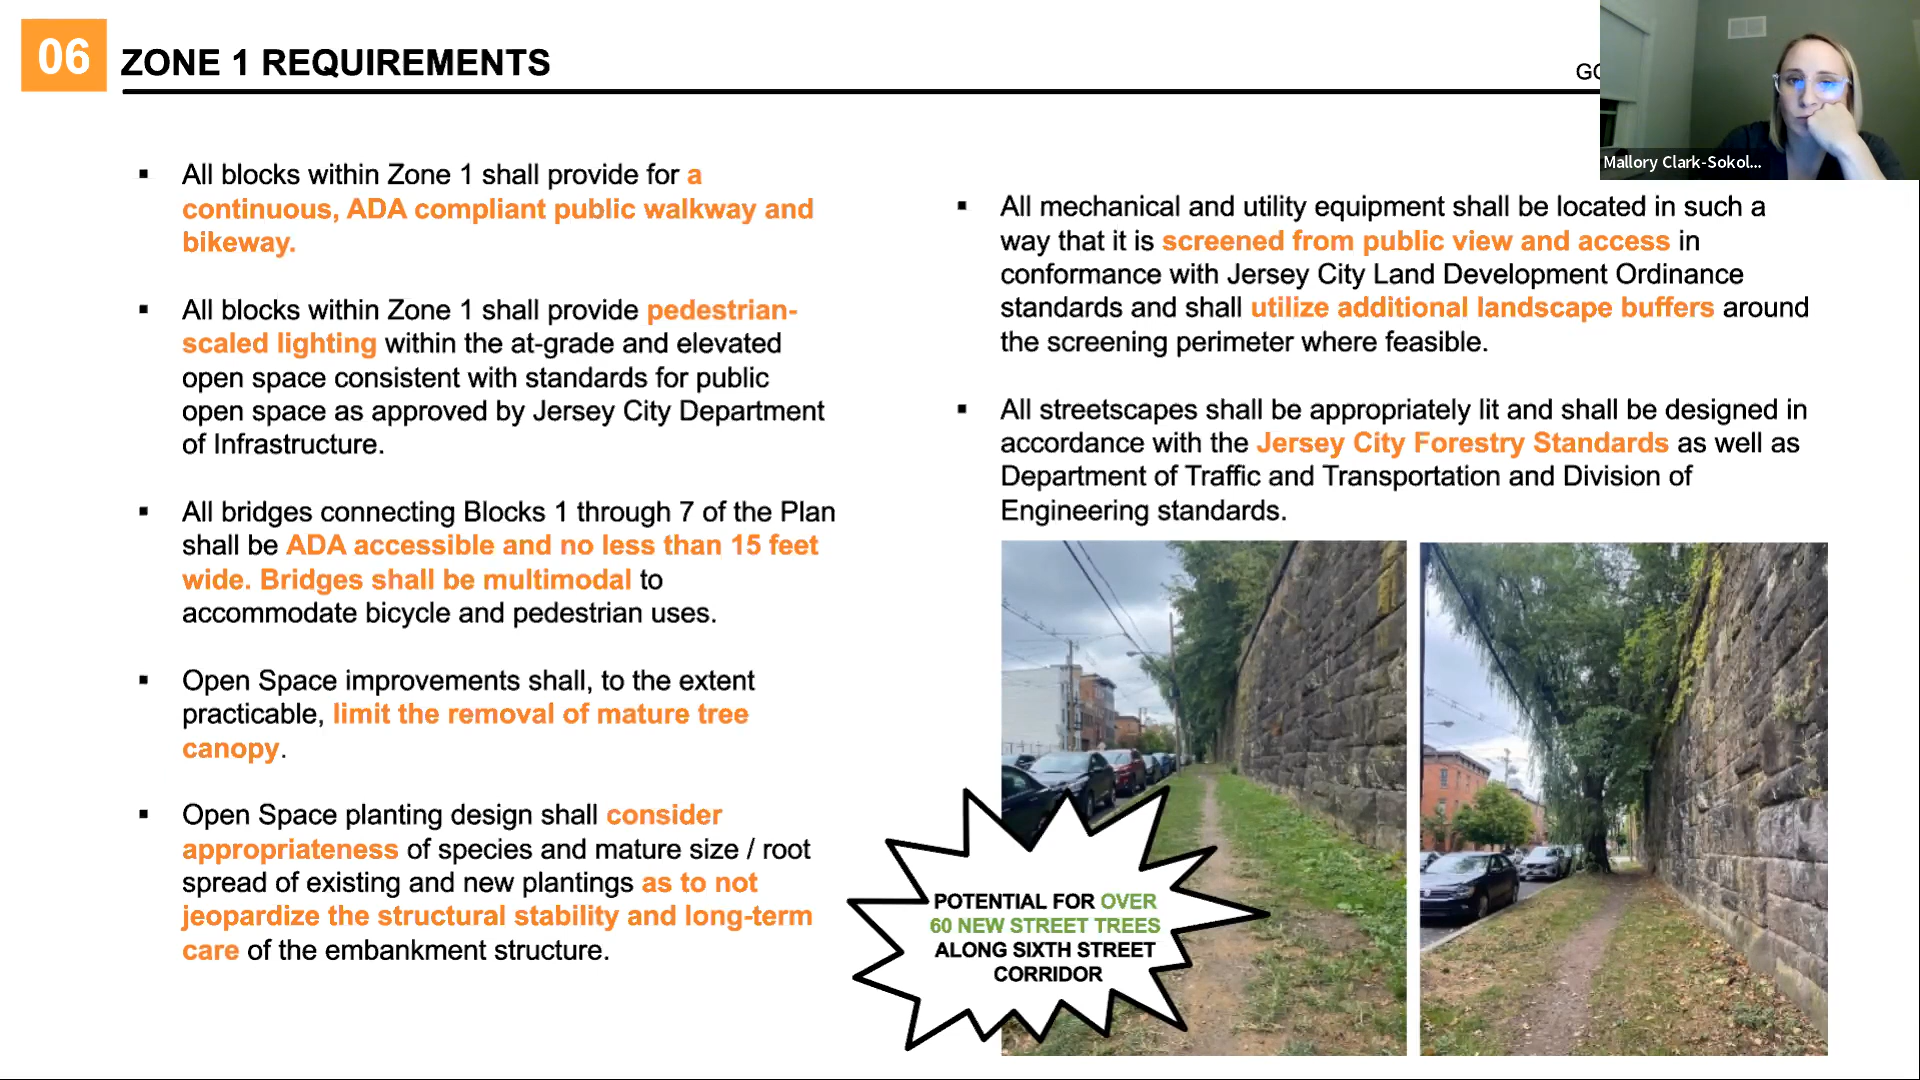 06
ZONE 1 REQUIREMENTS
Mallory Clark-Sokol...
▪ All blocks within Zone 1 shall provide for a
continuous, ADA compliant public walkway and
bikeway.
▪ All blocks within Zone 1 shall provide pedestrian-
scaled lighting within the at-grade and elevated
open space consistent with standards for public
open space as approved by Jersey City Department
of Infrastructure.
▪ All bridges connecting Blocks 1 through 7 of the Plan
shall be ADA accessible and no less than 15 feet
wide. Bridges shall be multimodal to
accommodate bicycle and pedestrian uses.
▪ Open Space improvements shall, to the extent
practicable, limit the removal of mature tree
canopy.
▪ Open Space planting design shall consider
appropriateness of species and mature size / root
spread of existing and new plantings as to not
jeopardize the structural stability and long-term
care of the embankment structure.
▪ All mechanical and utility equipment shall be located in such a
way that it is screened from public view and access in
conformance with Jersey City Land Development Ordinance
standards and shall utilize additional landscape buffers around
the screening perimeter where feasible.
▪ All streetscapes shall be appropriately lit and shall be designed in
accordance with the Jersey City Forestry Standards as well as
Department of Traffic and Transportation and Division of
Engineering standards.
POTENTIAL FOR OVER
60 NEW STREET TREES
ALONG SIXTH STREET
CORRIDOR